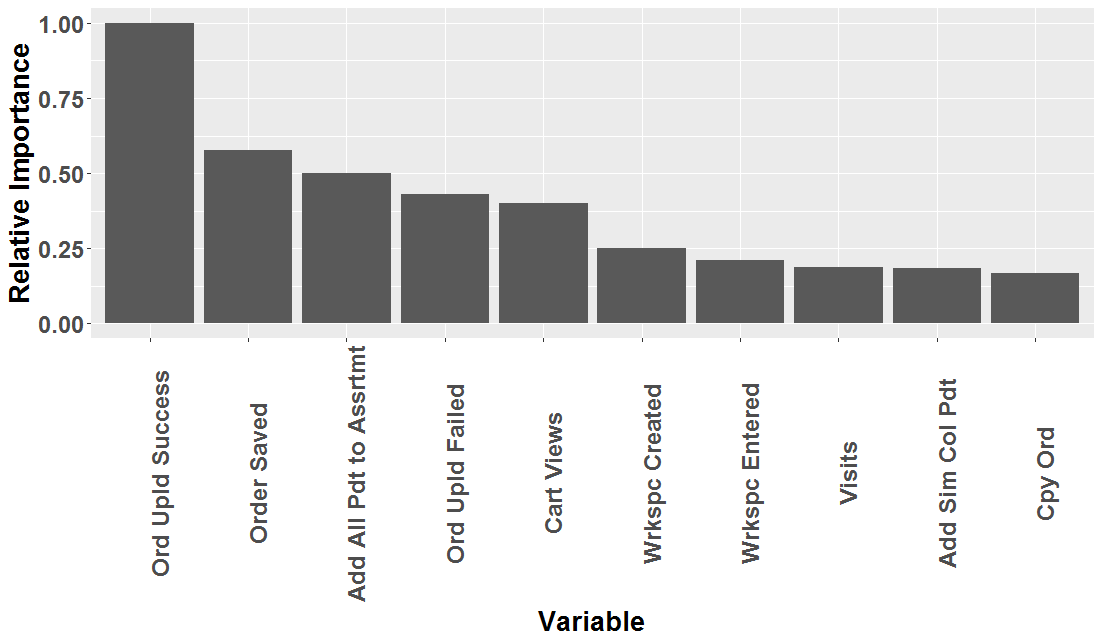 Relative Importance
1.00
0.75
0.50
0.25
0.00
Ord Upld Success
Order Saved
Add All Pdt to Assrtmt
Ord Upld Failed
Cart Views
Wrkspc Created
Wrkspc Entered
Visits
Add Sim Col Pdt
Cpy Ord
Variable